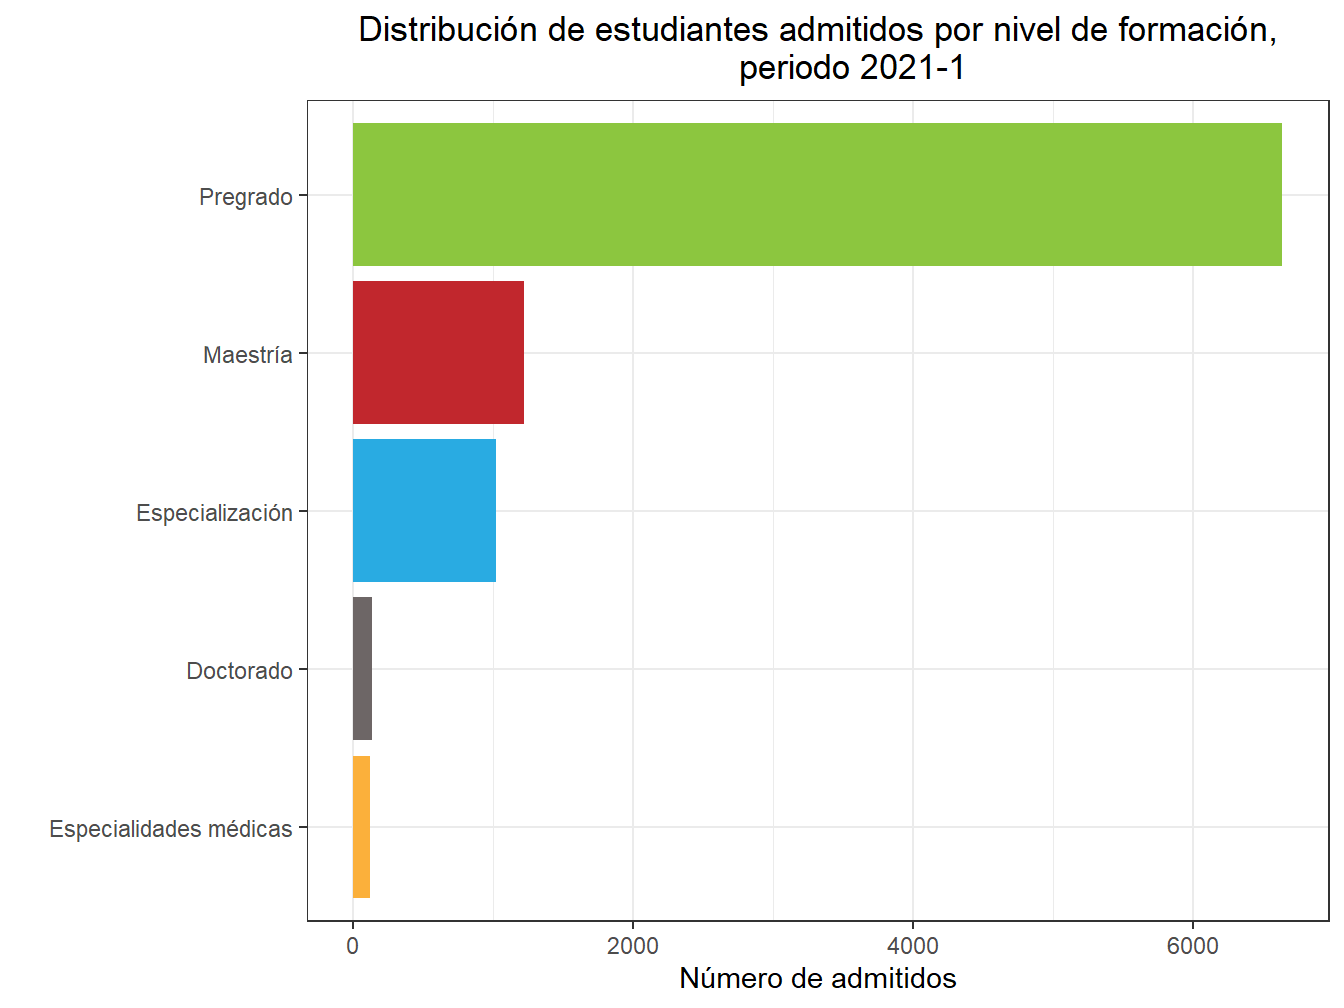 Distribución de estudiantes admitidos por nivel de formación,
periodo 2021-1
Pregrado
Maestría
Especialización
Doctorado
Especialidades médicas
0 2000 4000 6000
Número de admitidos